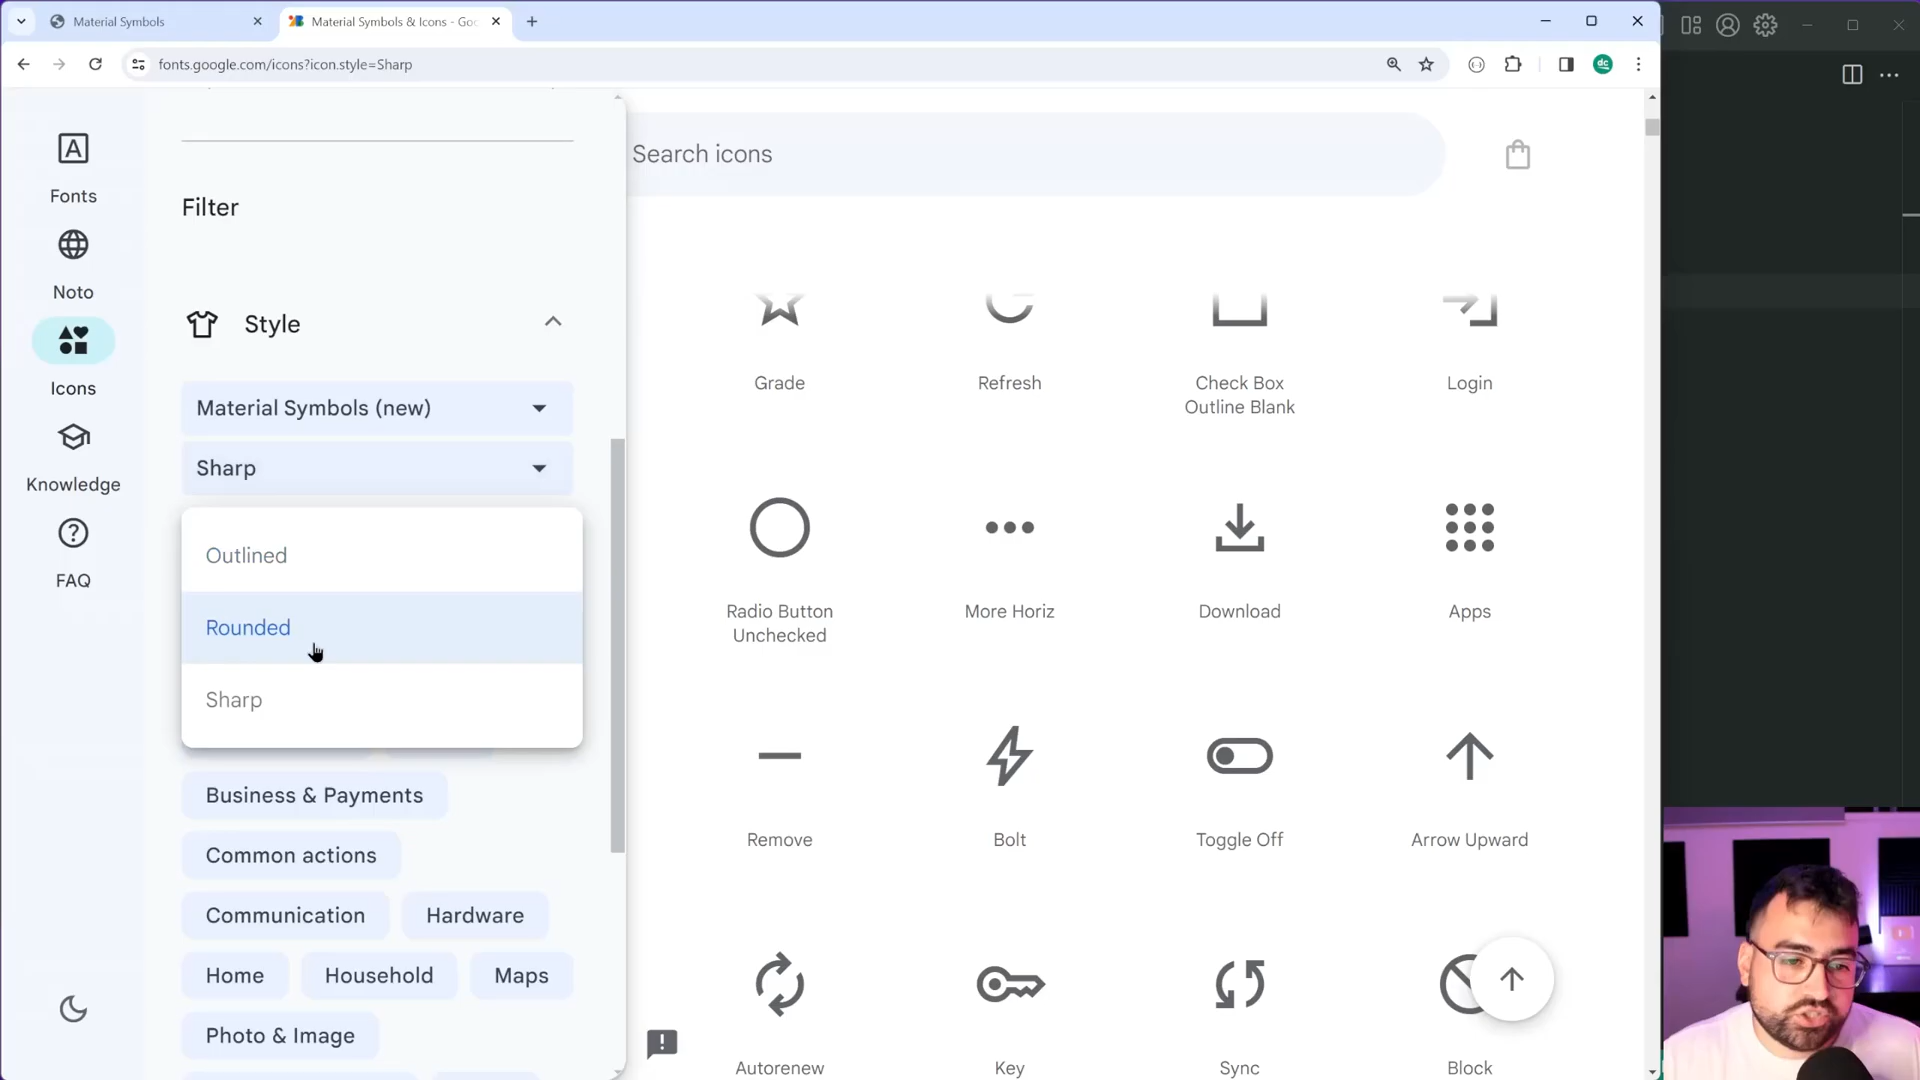 Material Symbols
Material Symbols & Icons - Goo
fonts.google.com/icons?icon.style=Sharp
dc
Fonts
Noto
Icons
Knowledge
FAQ
Filter
Style
Material Symbols (new)
Sharp
Outlined
Rounded
Sharp
Business & Payments
Common actions
Communication
Hardware
Home
Household
Maps
Photo & Image
Search icons
Grade
Refresh
Check Box
Outline Blank
Login
Radio Button
Unchecked
More Horiz
Download
Apps
Remove
Bolt
Toggle Off
Arrow Upward
Autorenew
Key
Sync
Block